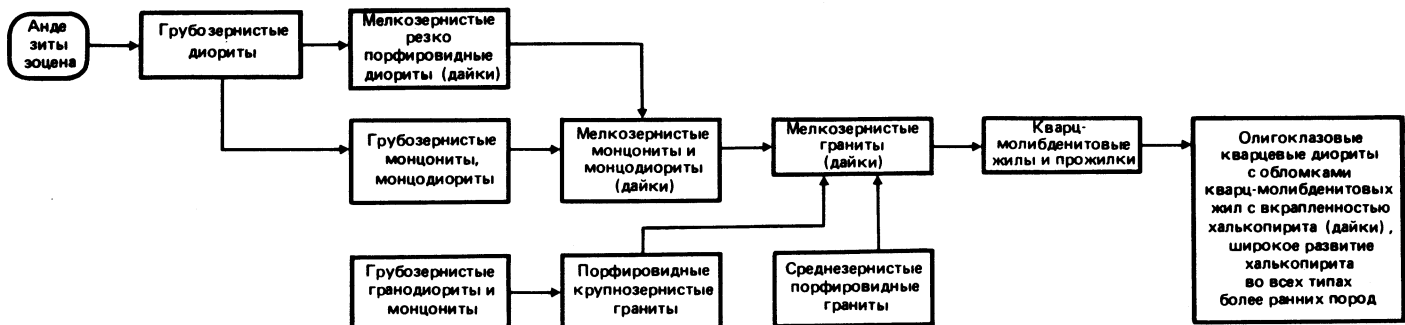 Анде
зиты
эоцена
Грубозернистые
диориты
Мелкозернистые
резко
порфировидные
диориты (дайки)
Грубозернистые
монцониты,
монцодиориты
Мелкозернистые
монцониты и
монцодиориты
(дайки)
Мелкозернистые
граниты
(дайки)
Кварц-
молибденитовые
жилы и прожилки
Олигоклазовые
кварцевые диориты
с обломками
кварц-молибденитовых
жил с вкрапленностью
халькопирита (дайки),
широкое развитие
халькопирита
во всех типах
более ранних пород
Грубозернистые
гранодиориты и
монцониты
Порфировидные
крупнозернистые
граниты
Среднезернистые
порфировидные
граниты